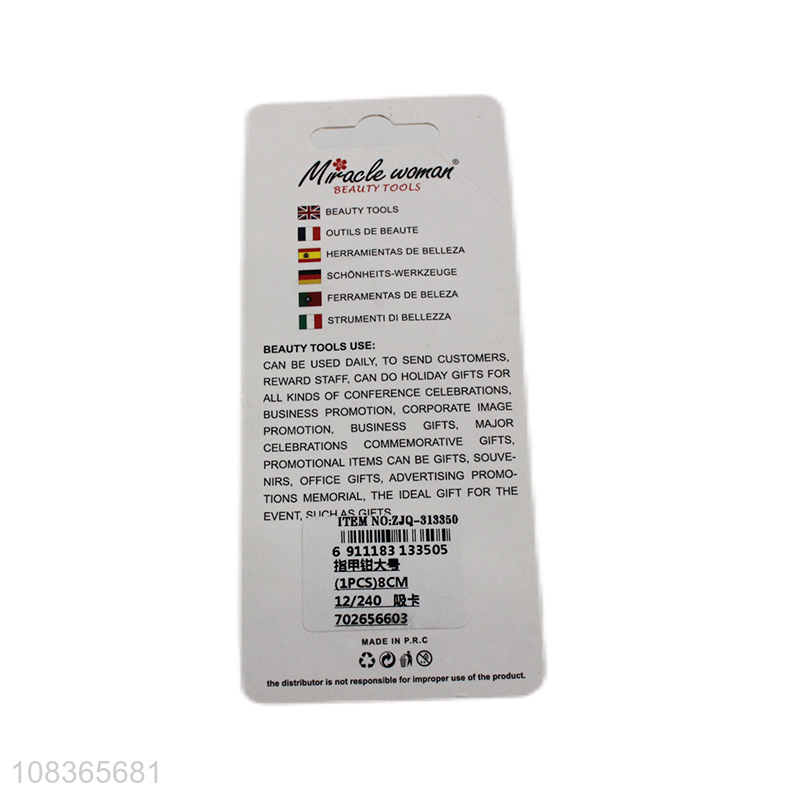 Miracle woman®
BEAUTY TOOLS
BEAUTY TOOLS
OUTILS DE BEAUTE
HERRAMIENTAS DE BELLEZA
SCHÖNHEITS-WERKZEUGE
FERRAMENTAS DE BELEZA
STRUMENTI DI BELLEZZA
BEAUTY TOOLS USE:
CAN BE USED DAILY, TO SEND CUSTOMERS,
REWARD STAFF, CAN DO HOLIDAY GIFTS FOR
ALL KINDS OF CONFERENCE CELEBRATIONS,
BUSINESS PROMOTION, CORPORATE IMAGE
PROMOTION, BUSINESS GIFTS, MAJOR
CELEBRATIONS COMMEMORATIVE GIFTS,
PROMOTIONAL ITEMS CAN BE GIFTS, SOUVE-
NIRS, OFFICE GIFTS, ADVERTISING PROMO-
TIONS MEMORIAL, THE IDEAL GIFT FOR THE
EVENT, SUCH AS GIFTS
ITEM NO:ZJQ-313350
6 911183 133505
指甲钳大号
(1PCS)8CM
12/240 吸卡
702656603
MADE IN P.R.C
the distributor is not responsible for improper use of the product.
108365681